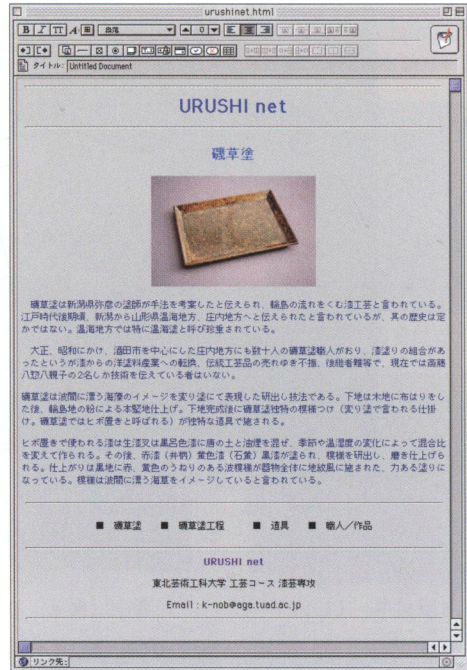 urushinet.html
B I TT A 段落 0
タイトル: Untitled Document
URUSHI net
磯草塗
磯草塗は新潟県弥彦の塗師が手法を考案したと伝えられ、輪島の流れをくむ漆工芸と言われている。
江戸時代後期頃、新潟から山形県温海地方、庄内地方へと伝えられたと言われているが、其の歴史は定
かではない。温海地方では特に温海塗と呼び珍重されている。
大正、昭和にかけ、酒田市を中心にした庄内地方にも数十人の磯草塗職人がおり、漆塗りの組合があ
ったというが漆からの洋塗料産業への転換、伝統工芸品の売れゆき不振、後継者難等で、現在では斎藤
八惣八親子の2名しか技術を伝えている者はいない。
磯草塗は波間に漂う海藻のイメージを変り塗にて表現した研出し技法である。下地は木地に布はりをし
た後、輪島地の粉による本堅地仕上げ。下地完成後に磯草塗独特の模様つけ（変り塗で言われる仕掛
け。磯草塗ではヒボ置きと呼ばれる）が独特な道具で施される。
ヒボ置きで使われる漆は生漆又は黒呂色漆に唐の土と油煙を混ぜ、季節や温湿度の変化によって混合比
を変えて作られる。その後、赤漆（弁柄）黄色漆（石黄）黒漆が塗られ、模様を研出し、磨き仕上げら
れる。仕上がりは黒地に赤、黄色のうねりのある波模様が器物全体に地紋風に施された、力ある塗りに
なっている。模様は波間に漂う海草をイメージしていると言われている。
■ 磯草塗 ■ 磯草塗工程 ■ 道具 ■ 職人／作品
URUSHI net
東北芸術工科大学 工芸コース 漆芸専攻
Email : k-nob@aga.tuad.ac.jp
リンク先: